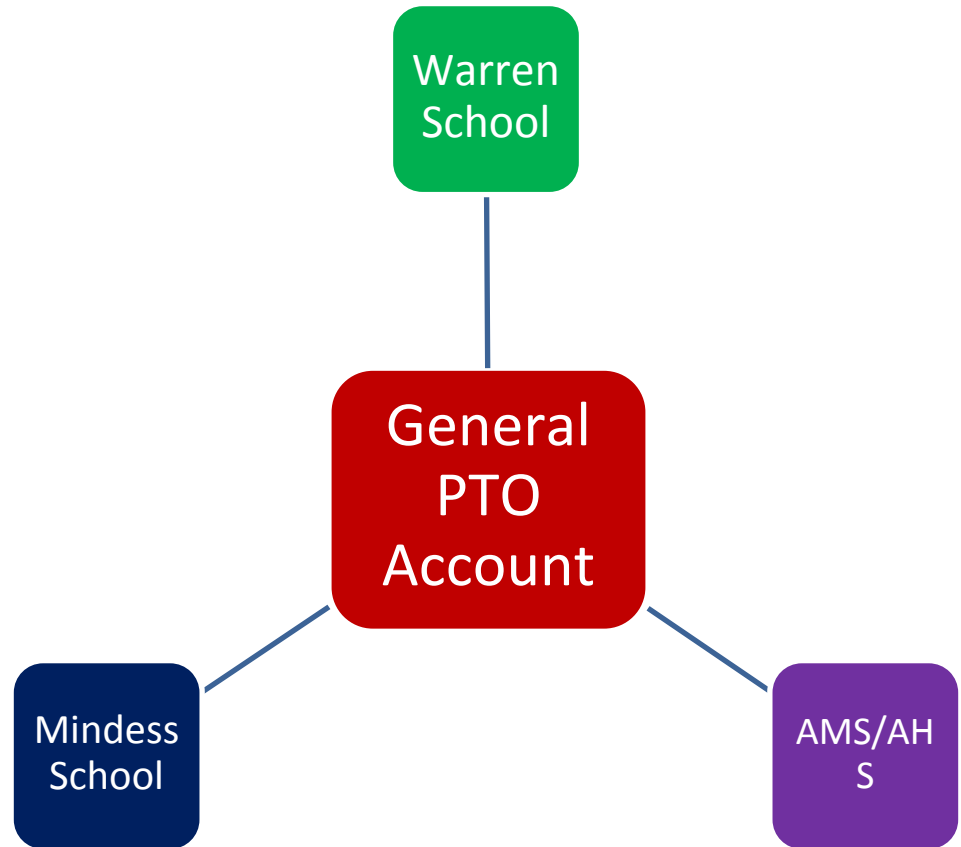 Warren
School
General
PTO
Account
Mindess
School
AMS/AH
S